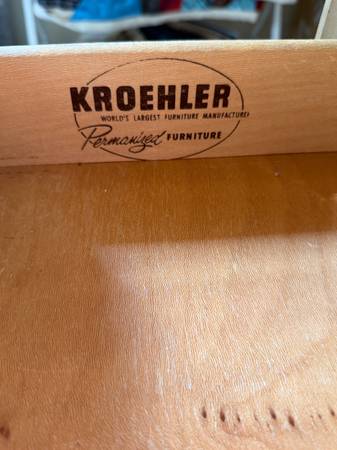 KROEHLER
WORLD'S LARGEST FURNITURE MANUFACTURER
Permanized FURNITURE